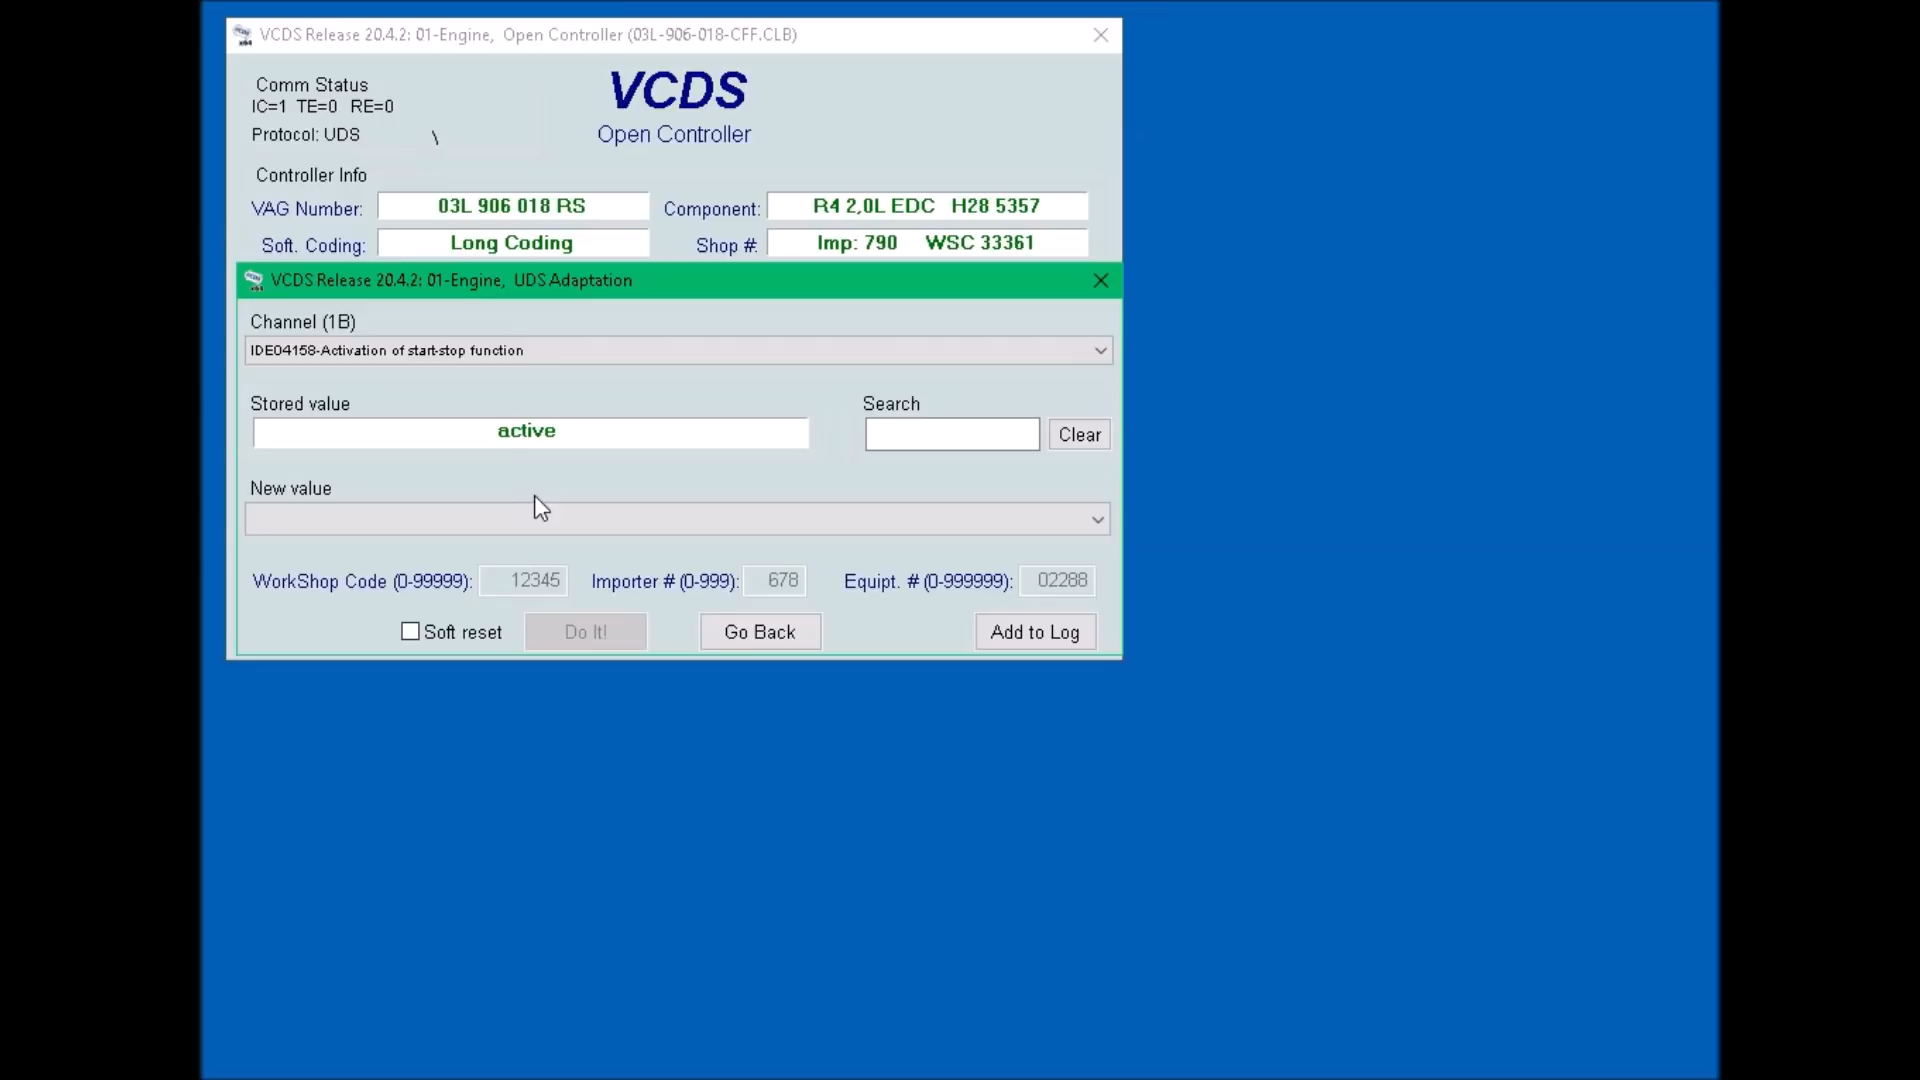 VCDS Release 20.4.2: 01-Engine,  Open Controller (03L-906-018-CFF.CLB)
Comm Status
IC=1  TE=0   RE=0
Protocol: UDS
\
VCDS
Open Controller
Controller Info
VAG Number: 03L 906 018 RS Component: R4 2,0L EDC   H28 5357
Soft. Coding: Long Coding Shop #: Imp: 790     WSC 33361
VCDS Release 20.4.2: 01-Engine,  UDS Adaptation
Channel (1B)
IDE04158-Activation of start-stop function
Stored value Search
active Clear
New value
WorkShop Code (0-99999): 12345 Importer # (0-999): 678 Equipt. # (0-999999): 02288
Soft reset Do It! Go Back Add to Log